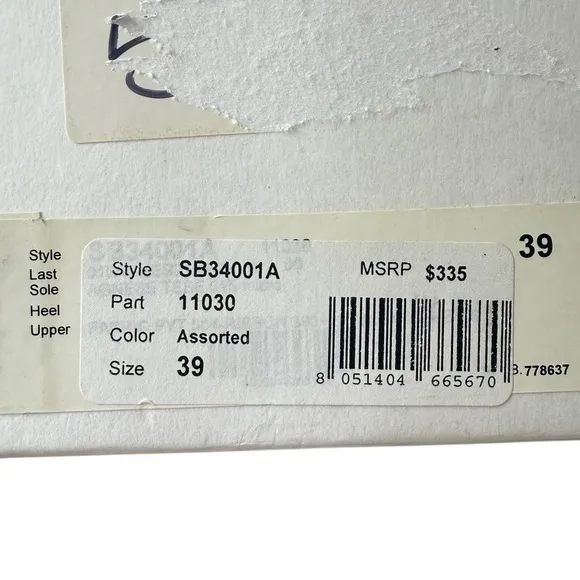 39
Style
Last
Sole
Heel
Upper
Style SB34001A MSRP $335
Part 11030
Color Assorted
Size 39
8 051404 665670
.778637